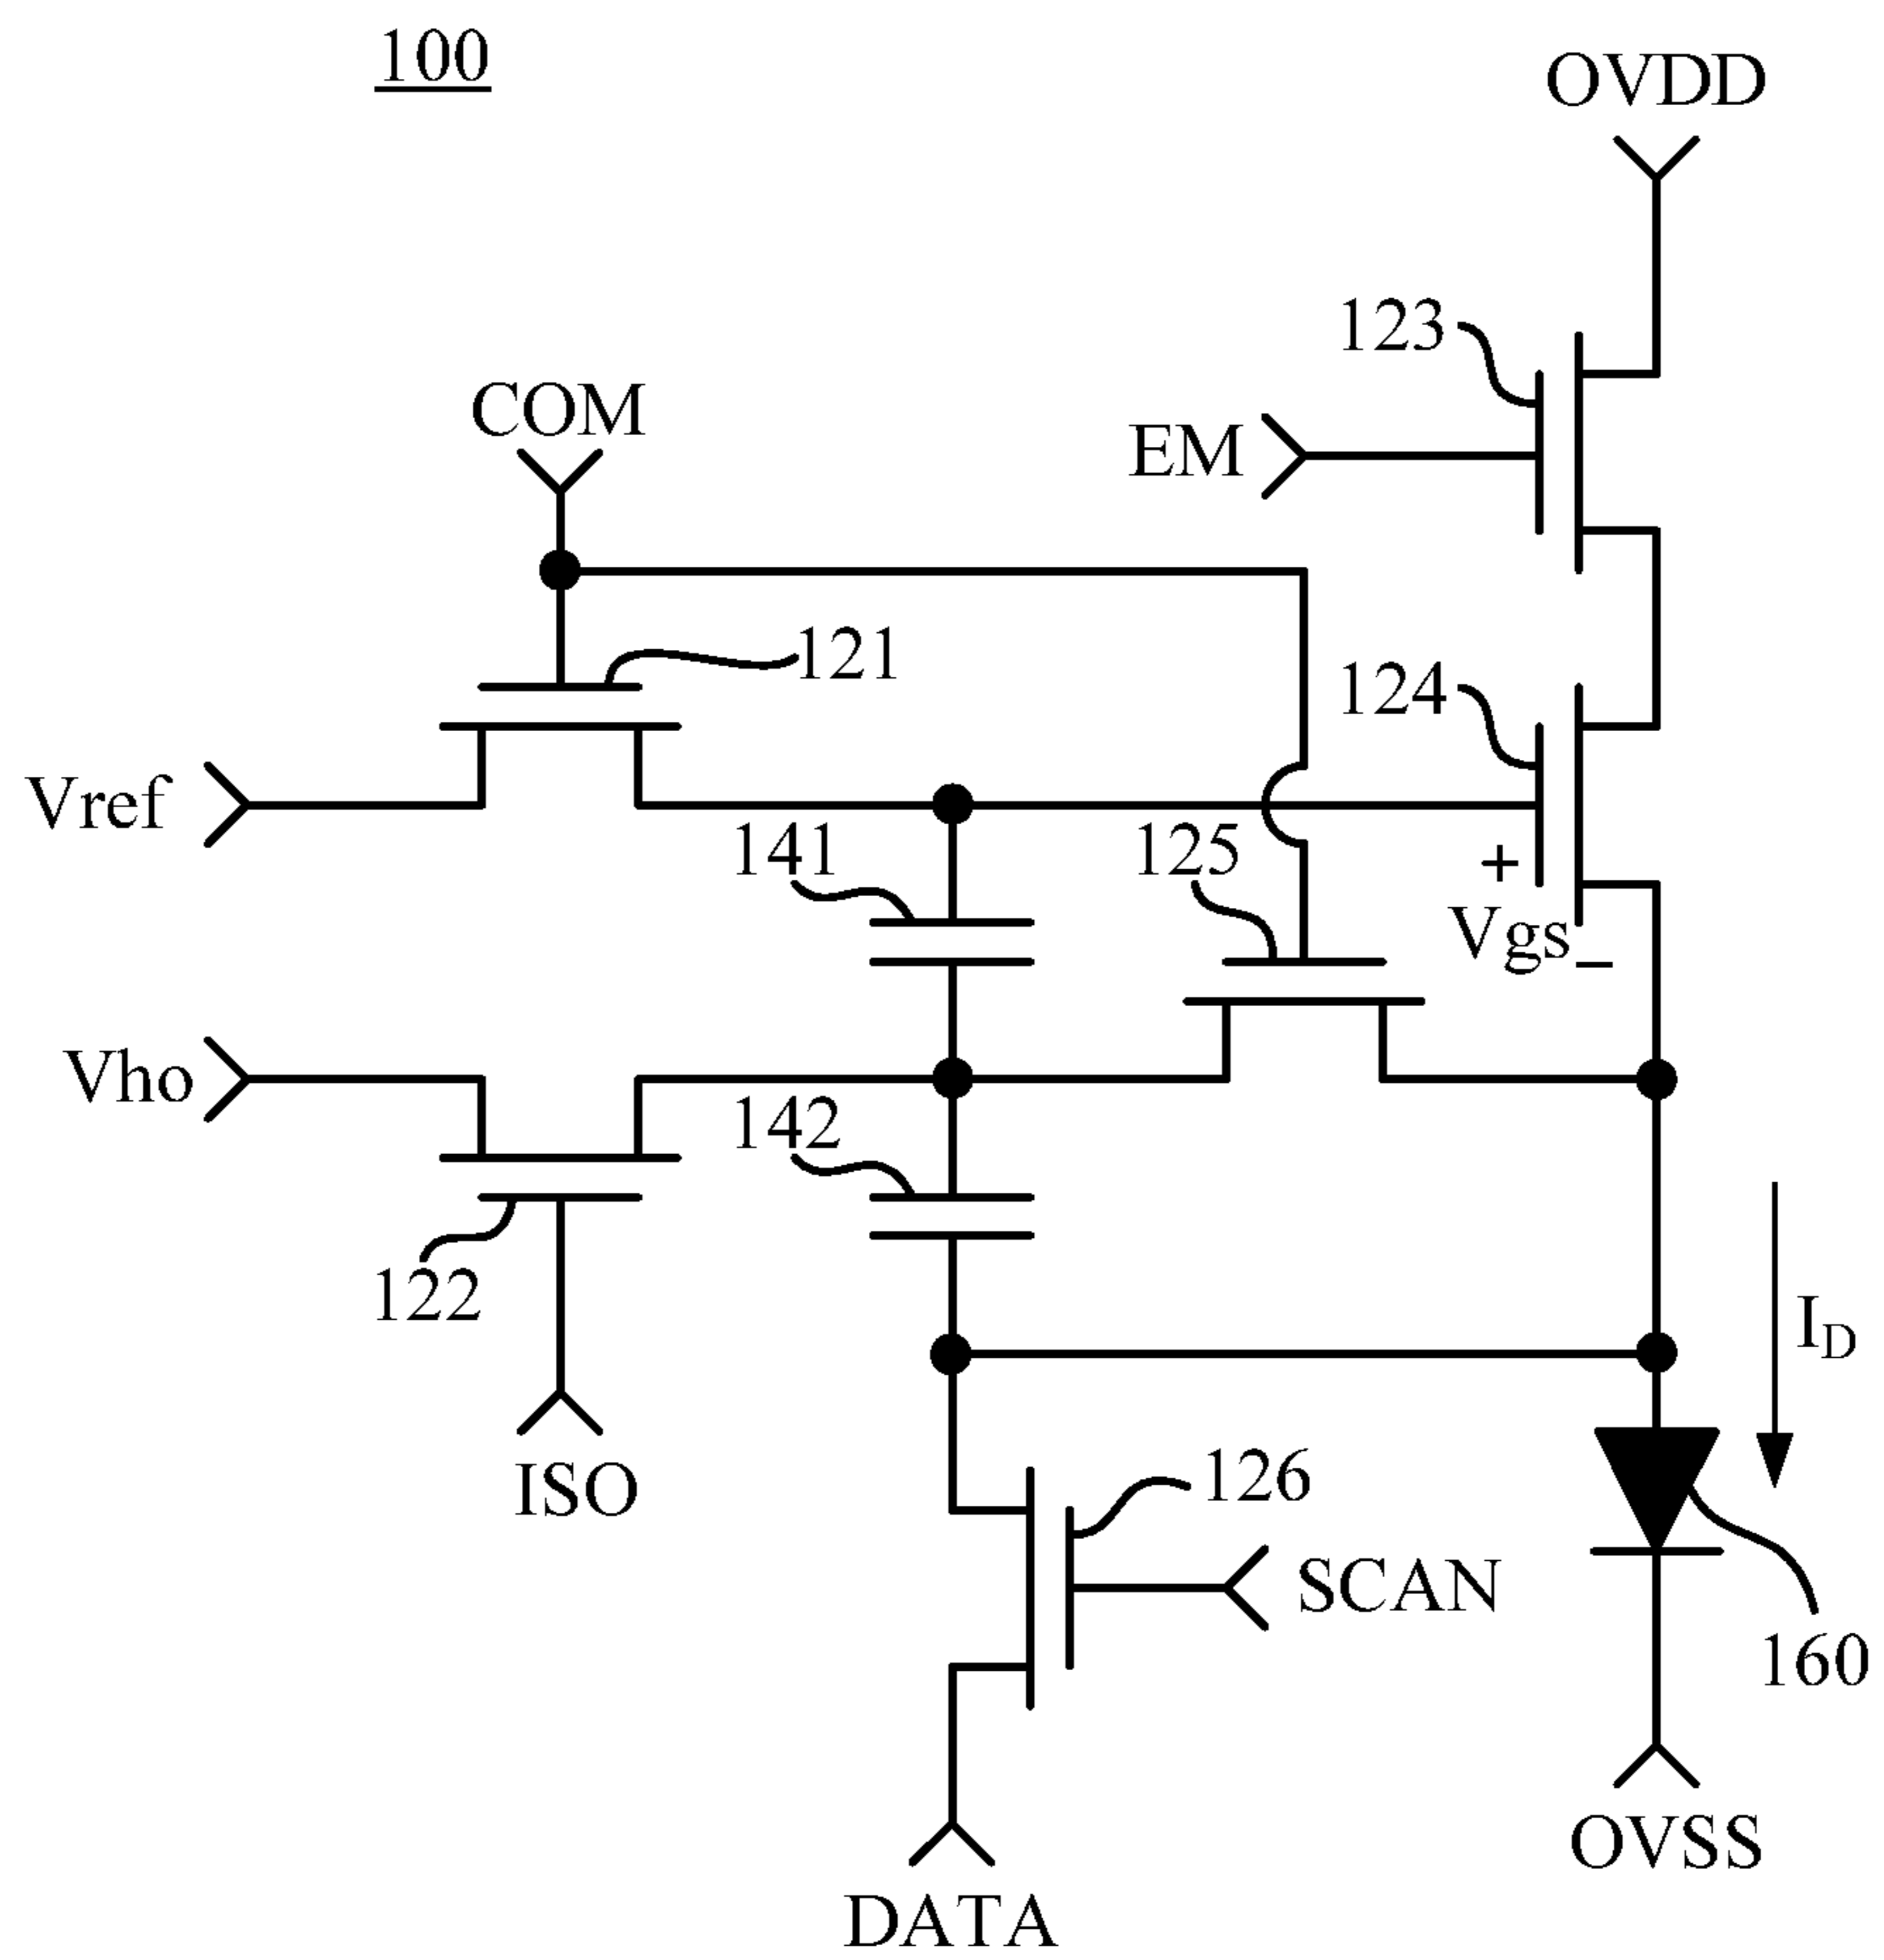 100
OVDD
123
COM
EM
121
124
Vref
141
125
+
Vgs
−
Vho
142
122
I_D
ISO
126
SCAN
160
OVSS
DATA